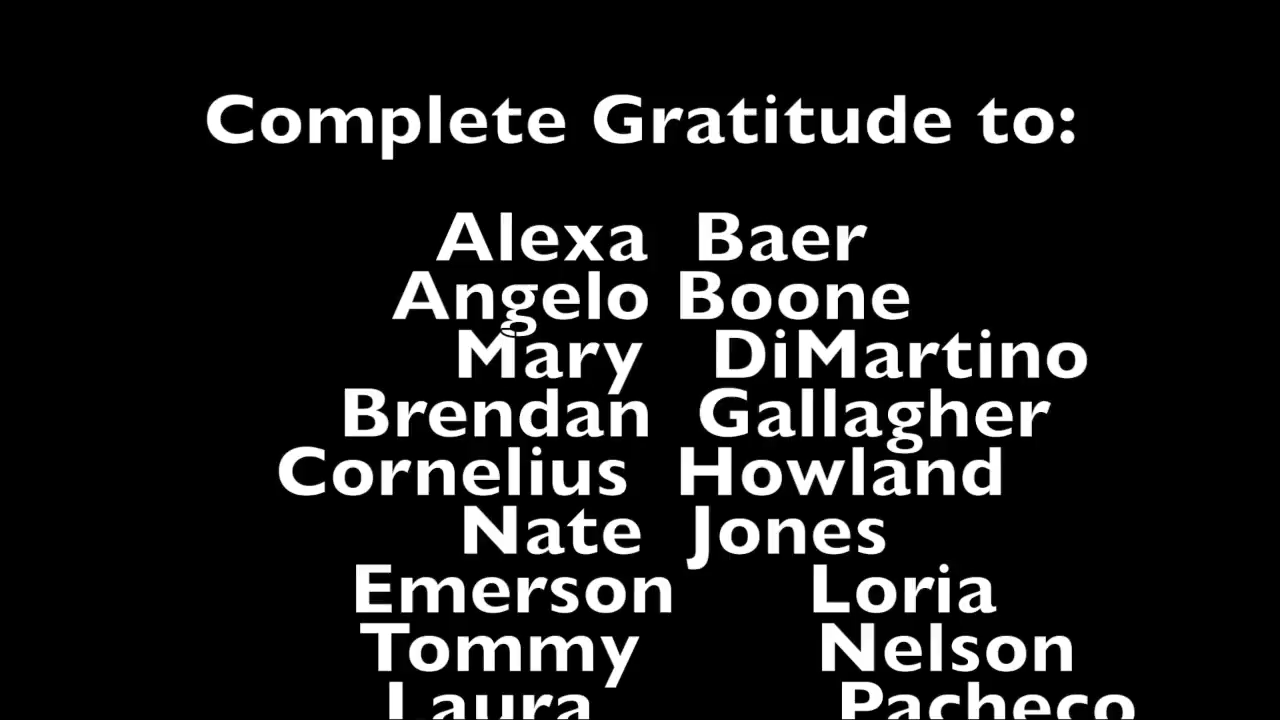 Complete Gratitude to:
Alexa Baer
Angelo Boone
Mary DiMartino
Brendan Gallagher
Cornelius Howland
Nate Jones
Emerson Loria
Tommy Nelson
Laura Pacheco